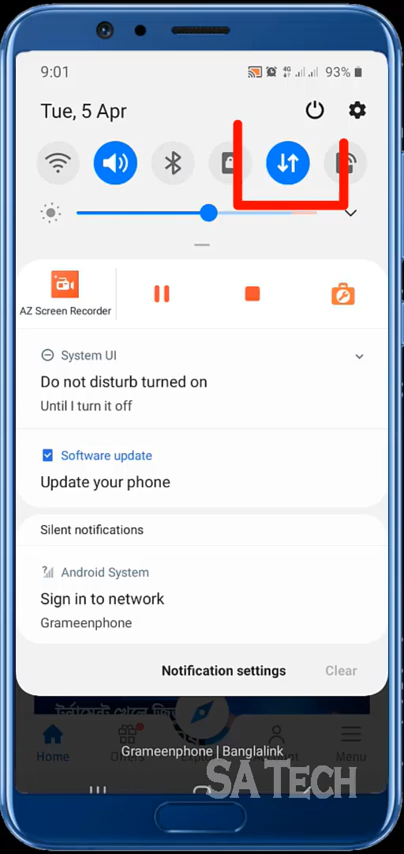 9:01
4G
93%
Tue, 5 Apr
AZ Screen Recorder
System UI
Do not disturb turned on
Until I turn it off
Software update
Update your phone
Silent notifications
Android System
Sign in to network
Grameenphone
Notification settings
Clear
Grameenphone | Banglalink
Home
Offers
Menu
SA TECH